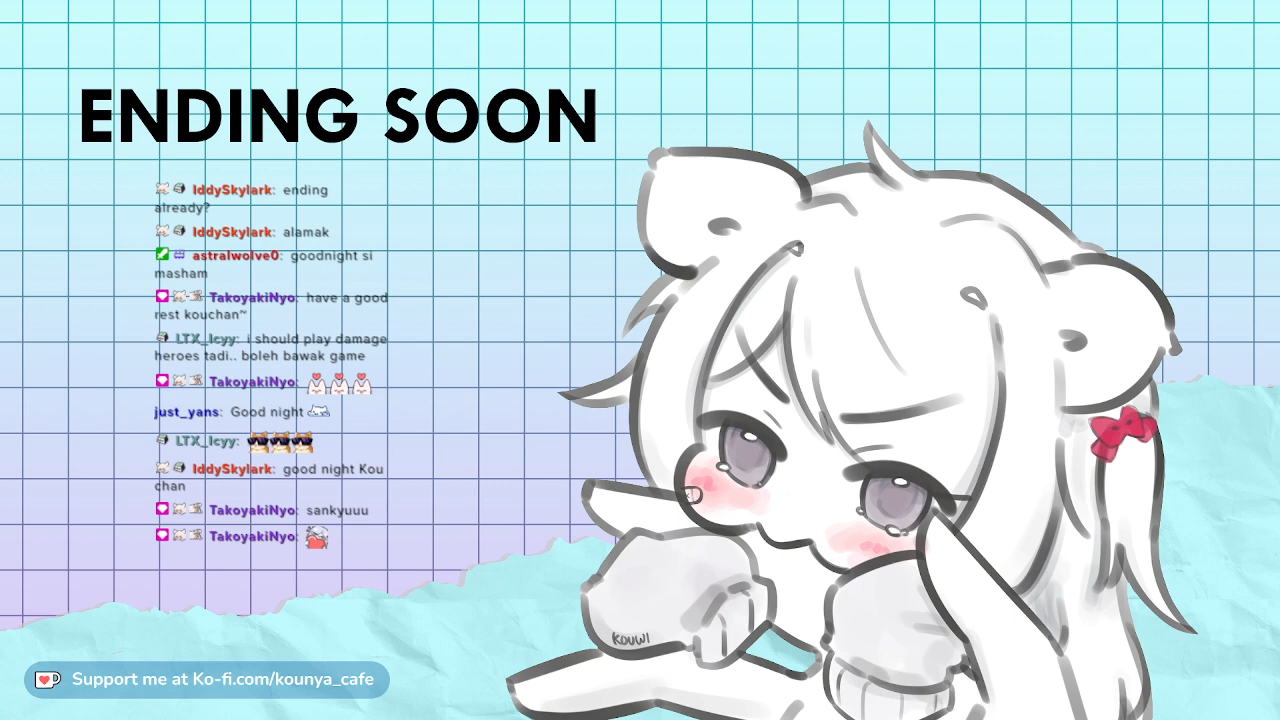 ENDING SOON
IddySkylark: ending
already?
IddySkylark: alamak
astralwolve0: goodnight si
masham
TakoyakiNyo: have a good
rest kouchan~
LTX_Icyy: i should play damage
heroes tadi.. boleh bawak game
TakoyakiNyo:
just_yans: Good night
LTX_Icyy:
IddySkylark: good night Kou
chan
TakoyakiNyo: sankyuuu
TakoyakiNyo:
KOUWI
Support me at Ko-fi.com/kounya_cafe